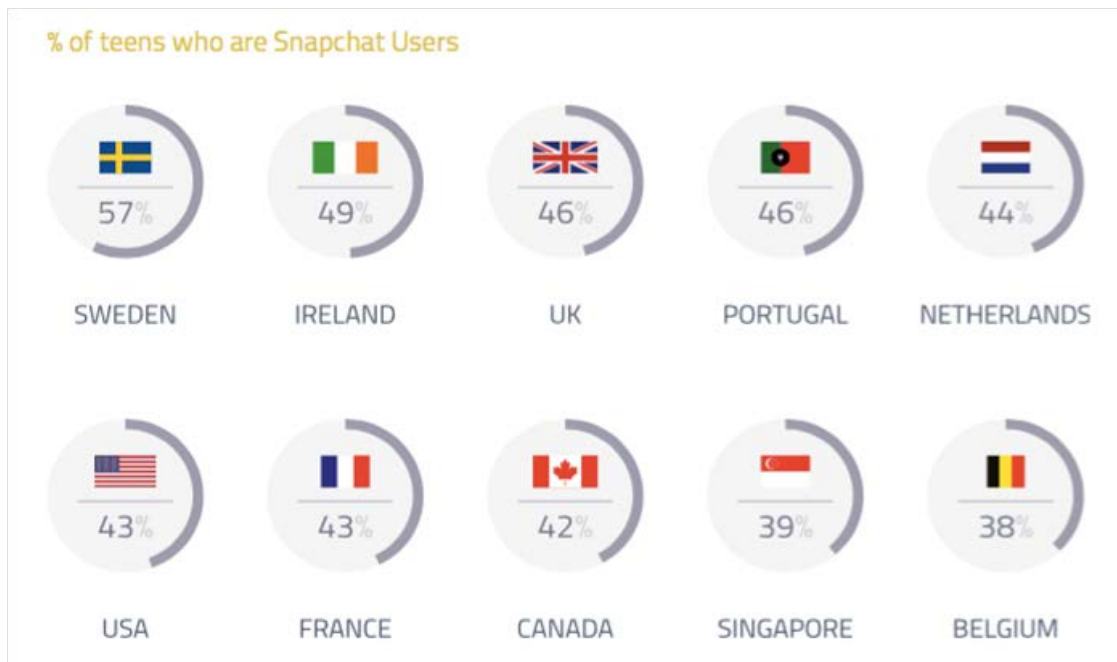 % of teens who are Snapchat Users
57% 49% 46% 46% 44%
SWEDEN IRELAND UK PORTUGAL NETHERLANDS
43% 43% 42% 39% 38%
USA FRANCE CANADA SINGAPORE BELGIUM